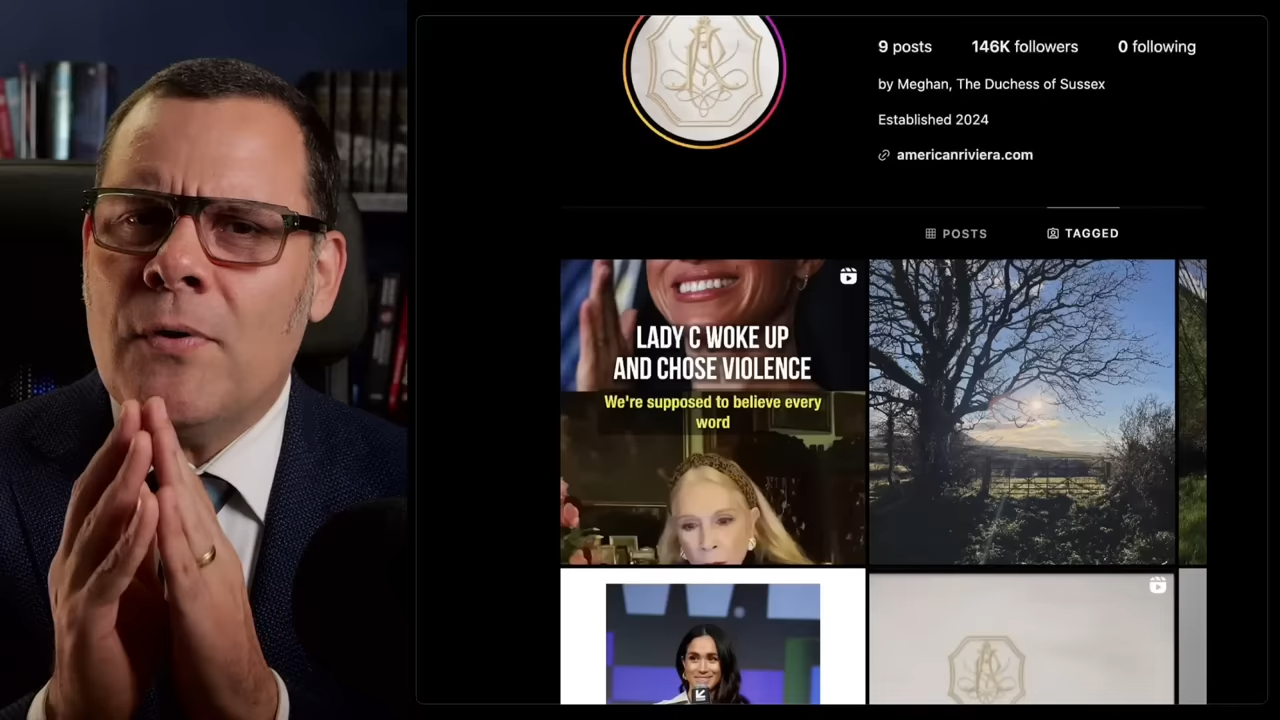 9 posts 146K followers 0 following
by Meghan, The Duchess of Sussex
Established 2024
americanriviera.com
POSTS TAGGED
LADY C WOKE UP
AND CHOSE VIOLENCE
We're supposed to believe every
word